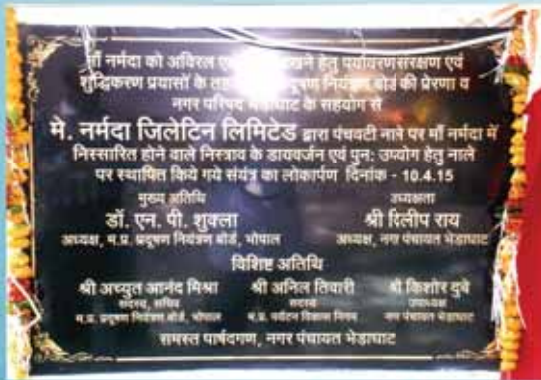 माँ नर्मदा को अविरल एवं रखने हेतु पर्यावरणसंरक्षण एवं
शुद्धिकरण प्रयासों के तहत प्रदूषण नियंत्रण बोर्ड की प्रेरणा व
नगर परिषद भेड़ाघाट के सहयोग से
मे. नर्मदा जिलेटिन लिमिटेड द्वारा पंचवटी नाले पर माँ नर्मदा में
निस्सारित होने वाले निस्त्राव के डायवर्जन एवं पुन: उपयोग हेतु नाले
पर स्थापित किये गये संयंत्र का लोकार्पण दिनांक - 10.4.15
मुख्य अतिथि
अध्यक्षता
डॉ. एन. पी. शुक्ला
श्री दिलीप राय
अध्यक्ष, म.प्र. प्रदूषण नियंत्रण बोर्ड, भोपाल
अध्यक्ष, नगर पंचायत भेडाघाट
विशिष्ट अतिथि
श्री अच्युत आनंद मिश्रा
श्री अनिल तिवारी
श्री किशोर दुबे
सदस्य, सचिव
सदस्य
उपाध्यक्ष
म.प्र. प्रदूषण नियंत्रण बोर्ड, भोपाल
म.प्र. पर्यटन विकास निगम
नगर पंचायत भेडाघाट
समस्त पार्षदगण, नगर पंचायत भेडाघाट